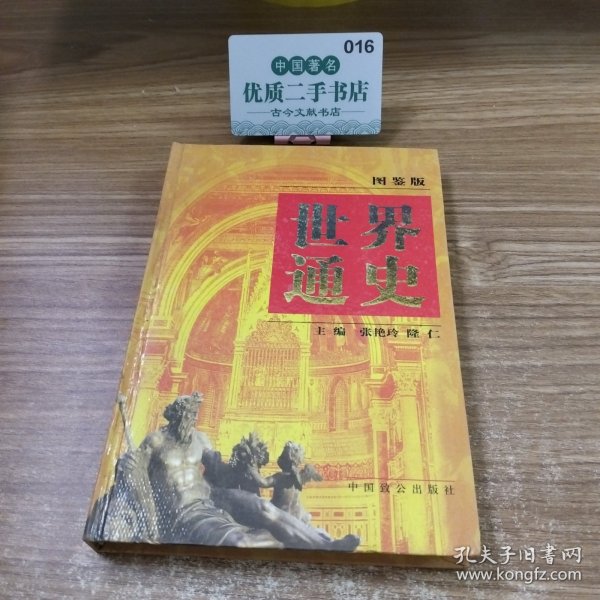 016
中国著名
优质二手书店
古今文献书店
图鉴版
世界
通史
主编 张艳玲 隆仁
中国致公出版社
孔夫子旧书网
www.kongfz.com